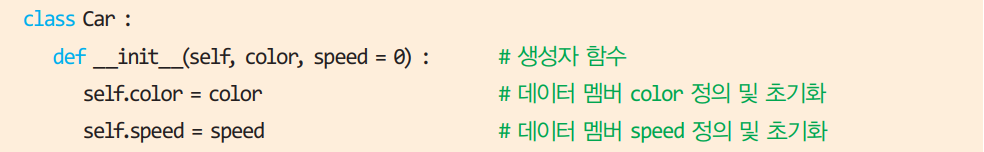 class Car :
def __init__(self, color, speed = 0) : # 생성자 함수
self.color = color # 데이터 멤버 color 정의 및 초기화
self.speed = speed # 데이터 멤버 speed 정의 및 초기화